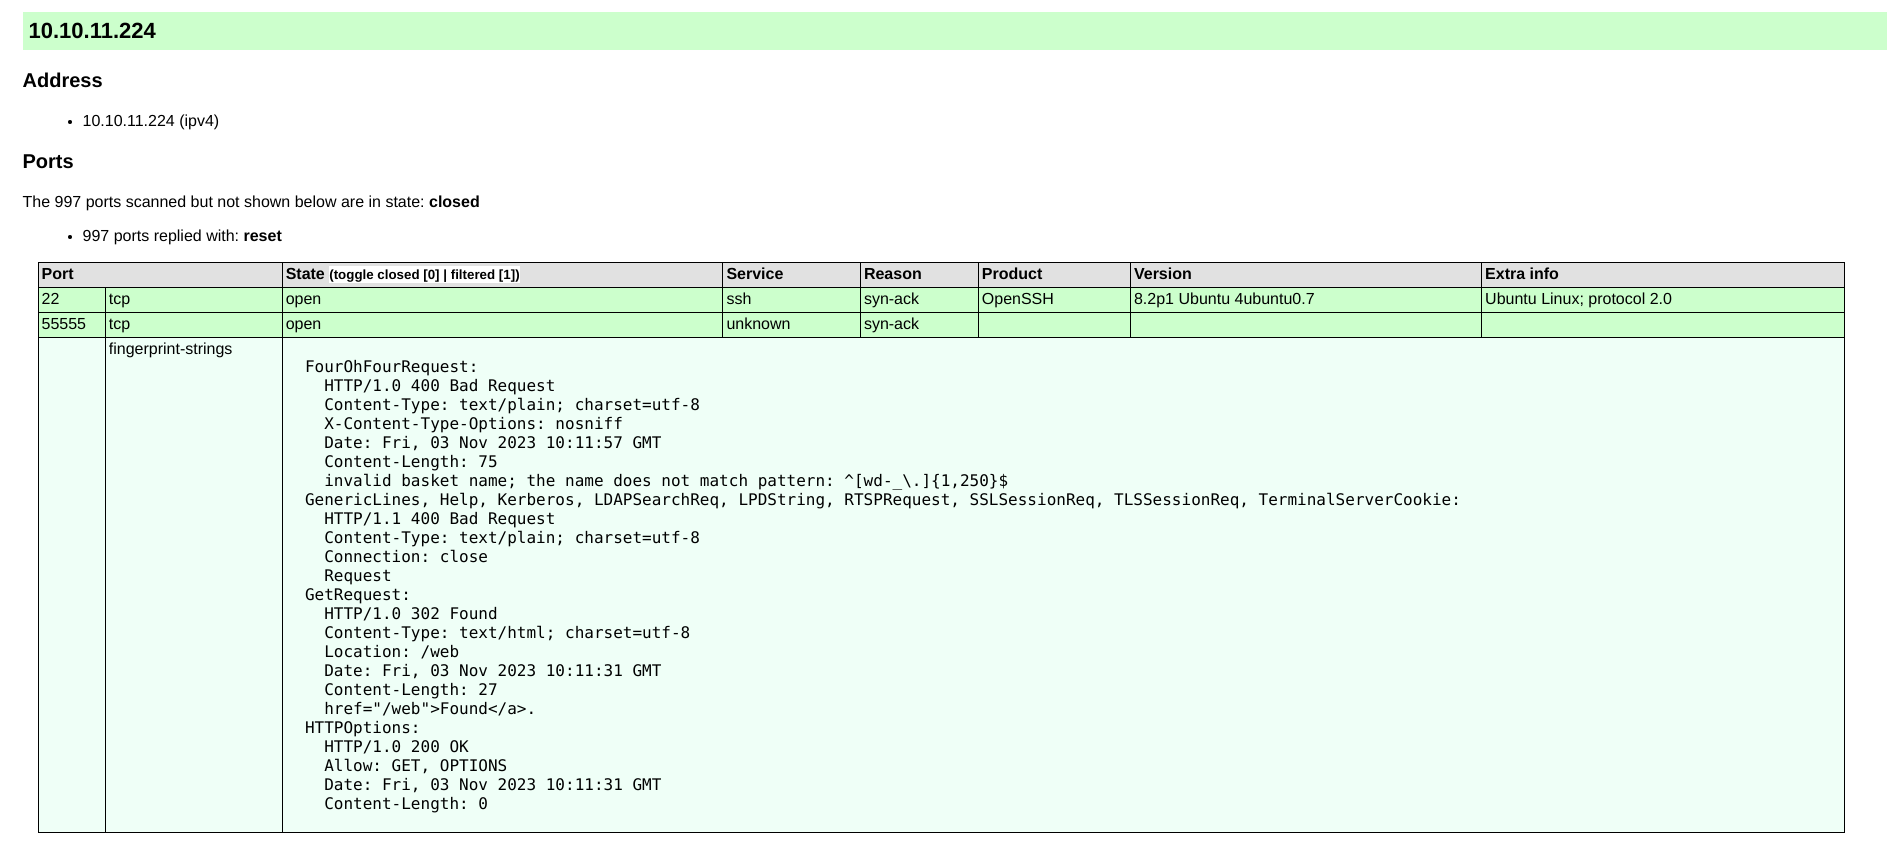 10.10.11.224
Address
• 10.10.11.224 (ipv4)
Ports
The 997 ports scanned but not shown below are in state: closed
• 997 ports replied with: reset
Port State (toggle closed [0] | filtered [1]) Service Reason Product Version Extra info
22 tcp open ssh syn-ack OpenSSH 8.2p1 Ubuntu 4ubuntu0.7 Ubuntu Linux; protocol 2.0
55555 tcp open unknown syn-ack
fingerprint-strings
FourOhFourRequest:
HTTP/1.0 400 Bad Request
Content-Type: text/plain; charset=utf-8
X-Content-Type-Options: nosniff
Date: Fri, 03 Nov 2023 10:11:57 GMT
Content-Length: 75
invalid basket name; the name does not match pattern: ^[wd-_\.]{1,250}$
GenericLines, Help, Kerberos, LDAPSearchReq, LPDString, RTSPRequest, SSLSessionReq, TLSSessionReq, TerminalServerCookie:
HTTP/1.1 400 Bad Request
Content-Type: text/plain; charset=utf-8
Connection: close
Request
GetRequest:
HTTP/1.0 302 Found
Content-Type: text/html; charset=utf-8
Location: /web
Date: Fri, 03 Nov 2023 10:11:31 GMT
Content-Length: 27
href="/web">Found</a>.
HTTPOptions:
HTTP/1.0 200 OK
Allow: GET, OPTIONS
Date: Fri, 03 Nov 2023 10:11:31 GMT
Content-Length: 0